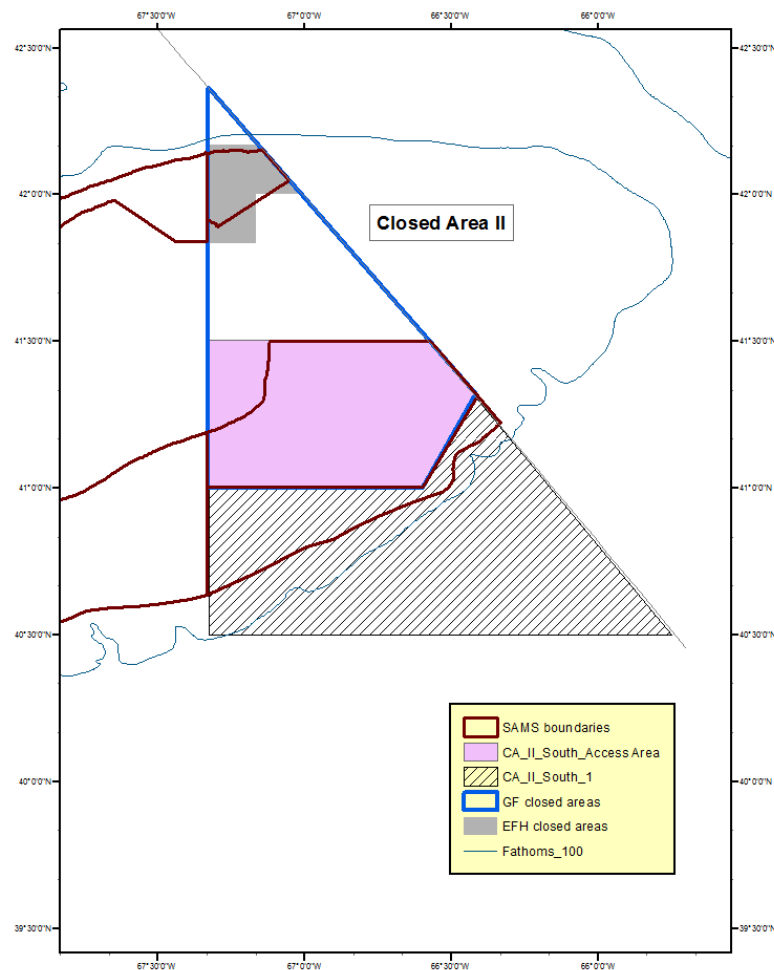 67°30'0"W 67°0'0"W 66°30'0"W 66°0'0"W
42°30'0"N 42°30'0"N
42°0'0"N 42°0'0"N
Closed Area II
41°30'0"N 41°30'0"N
41°0'0"N 41°0'0"N
40°30'0"N 40°30'0"N
SAMS boundaries
CA_II_South_Access Area
CA_II_South_1
40°0'0"N 40°0'0"N
GF closed areas
EFH closed areas
Fathoms_100
39°30'0"N 39°30'0"N
67°30'0"W 67°0'0"W 66°30'0"W 66°0'0"W